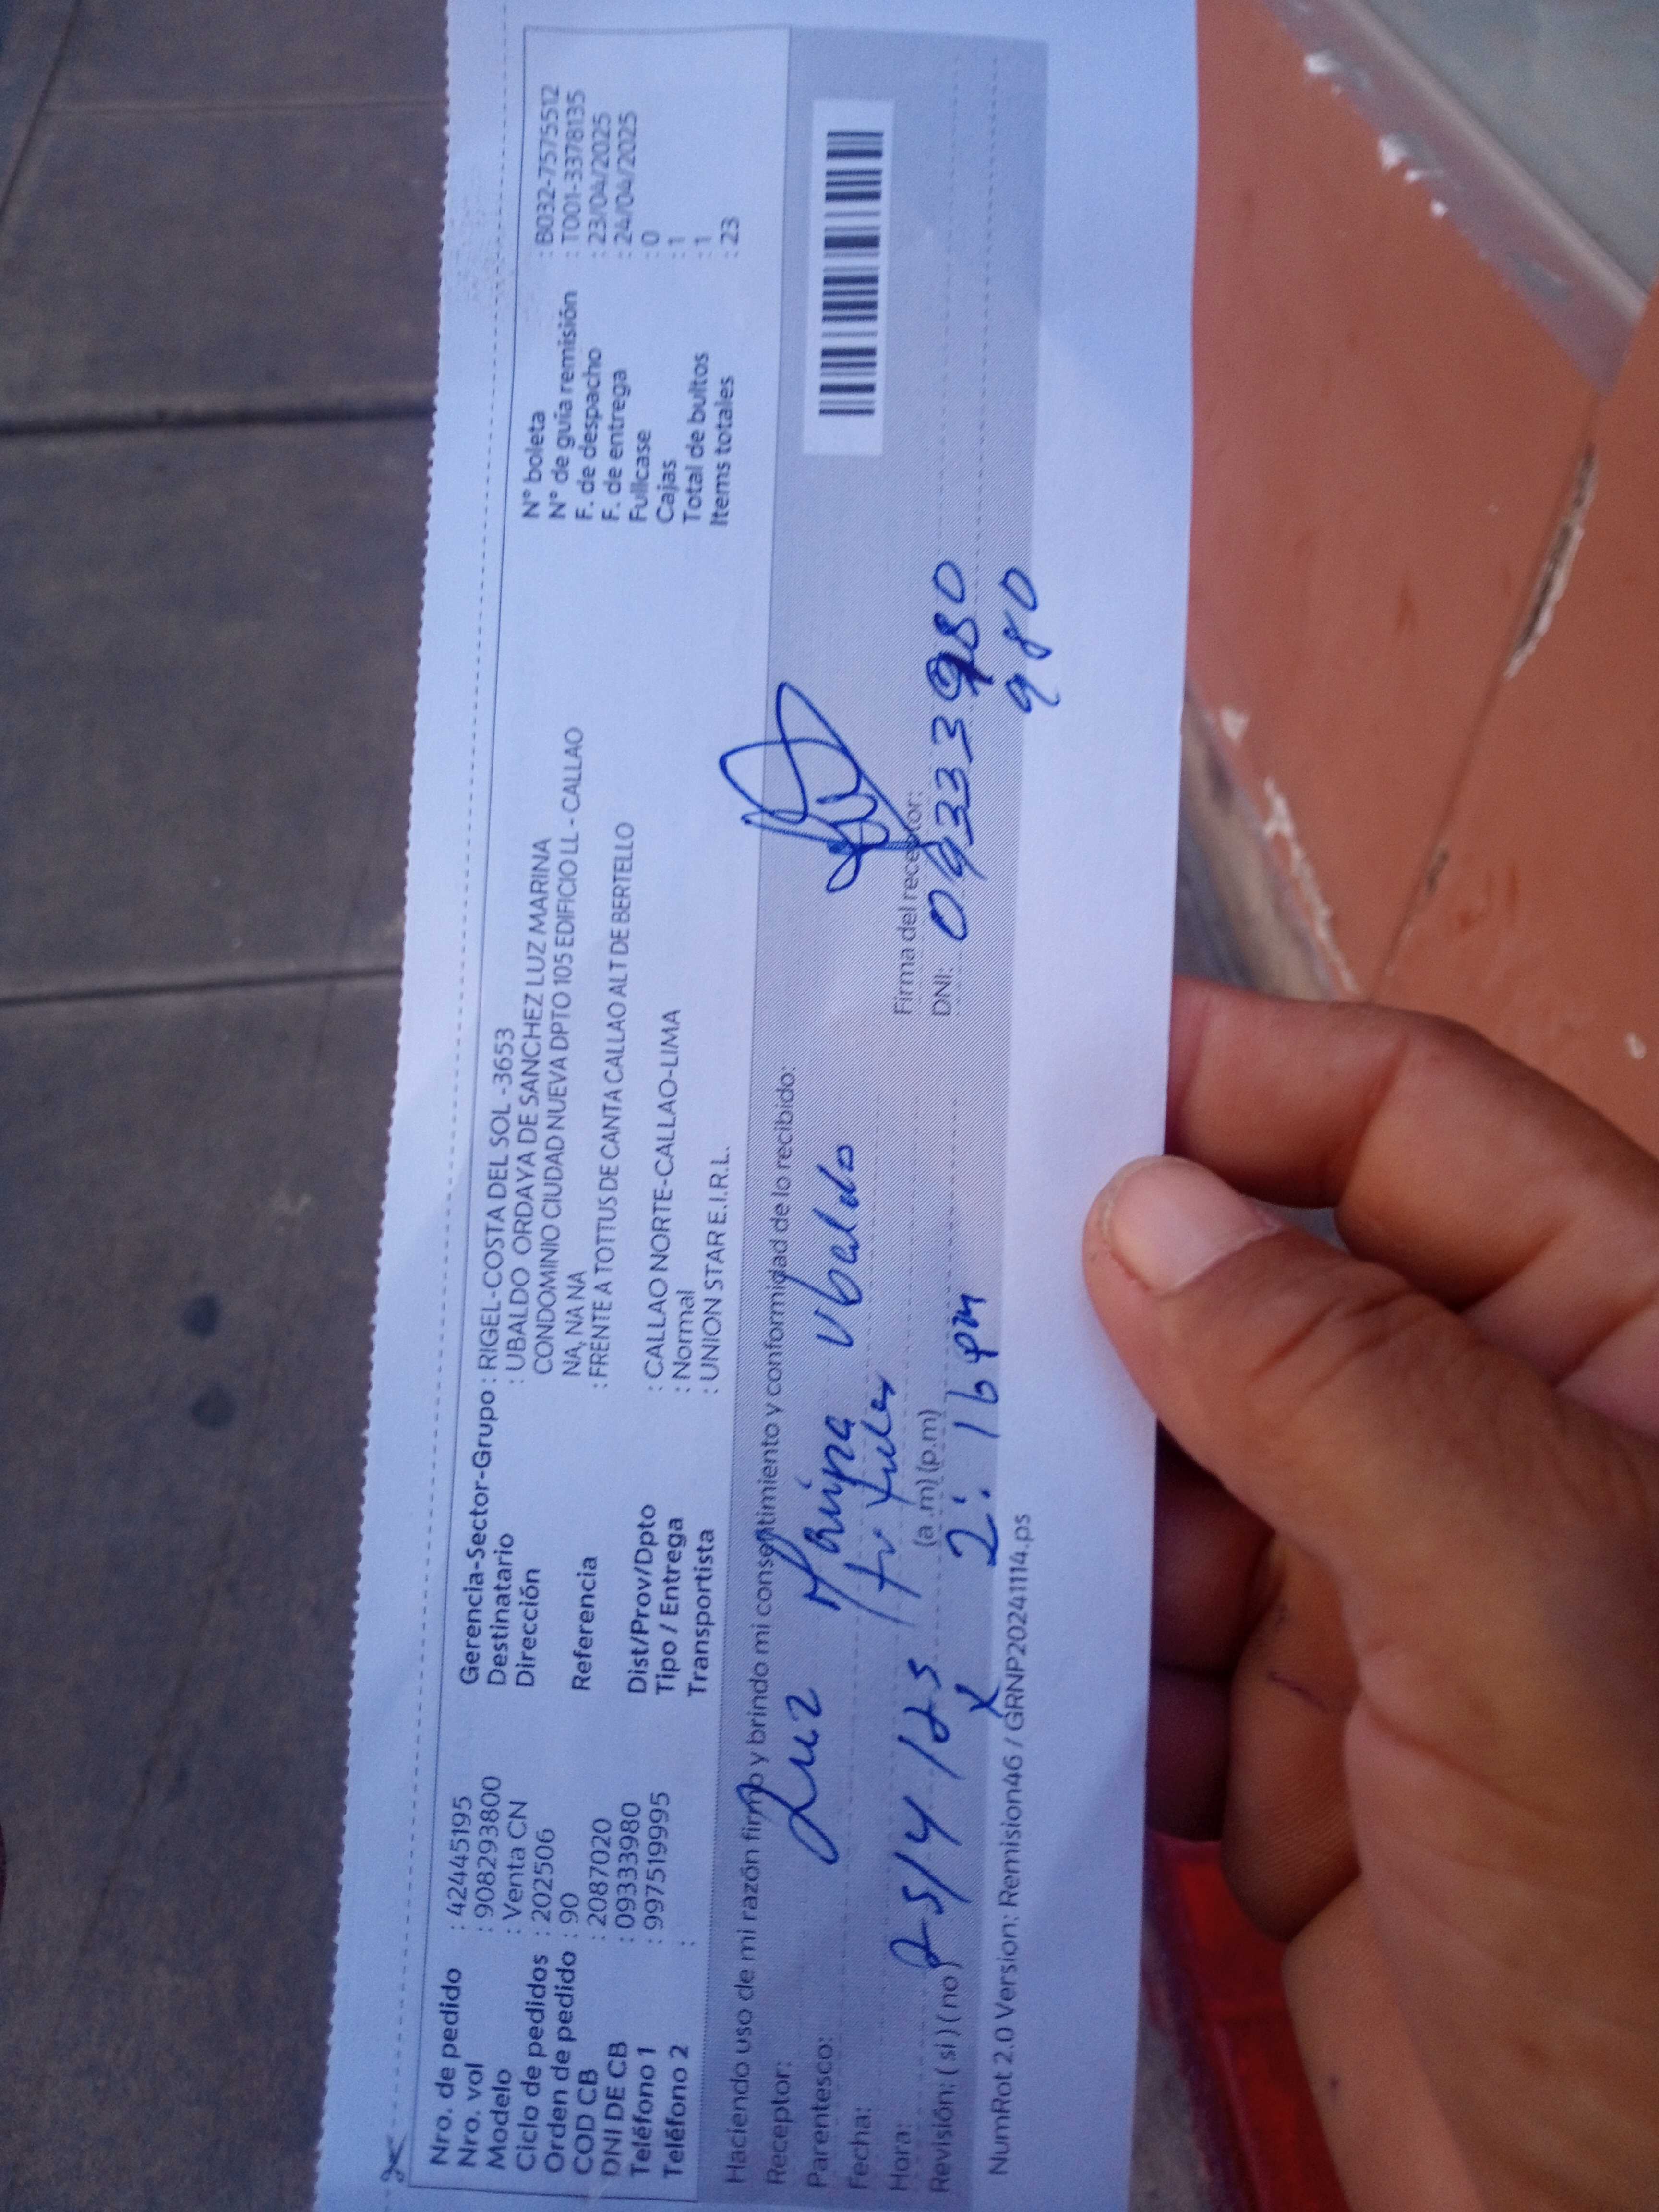 Nro. de pedido : 42445195
Nro. vol : 9082938​00
Modelo : Venta CN
Ciclo de pedidos : 202506
Orden de pedido : 90
COD CB : 2087020
DNI DE CB : 09333980
Teléfono 1 : 997519995
Teléfono 2 :
Gerencia-Sector-Grupo : RIGEL-COSTA DEL SOL -3653
Destinatario : UBALDO ORDAYA DE SANCHEZ LUZ MARINA
Dirección CONDOMINIO CIUDAD NUEVA DPTO 105 EDIFICIO LL - CALLAO
NA, NA NA
Referencia : FRENTE A TOTTUS DE CANTA CALLAO ALT DE BERTELLO
Dist/Prov/Dpto : CALLAO NORTE-CALLAO-LIMA
Tipo / Entrega : Normal
Transportista : UNION STAR E.I.R.L.
N° boleta : B032-7575512
N° de guía remisión : T001-33778135
F. de despacho : 23/04/2025
F. de entrega : 24/04/2025
Fullcase : 0
Cajas : 1
Total de bultos : 1
Items totales : 23
Haciendo uso de mi razón firmo y brindo mi consentimiento y conformidad de lo recibido:
Receptor: Luz Marina Ubaldo
Parentesco:
Fecha: 25/4/25
Hora: (a.m) (p.m) 2:16 pm
Revisión: ( si ) ( no ) x
Firma del receptor:
DNI: 09333980
980
NumRot 2.0 Version: Remision46 / GRNP20241114.ps